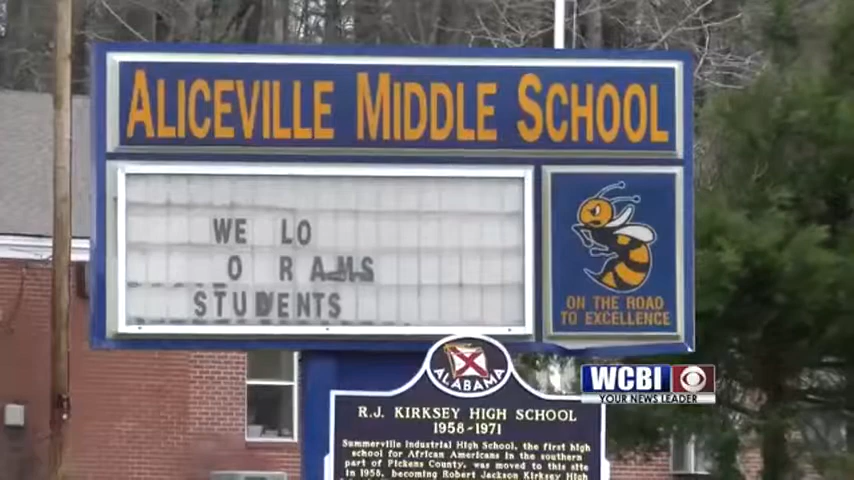 ALICEVILLE MIDDLE SCHOOL
WE LO
O R AMS
STUDENTS
ON THE ROAD
TO EXCELLENCE
ALABAMA
WCBI
YOUR NEWS LEADER
R.J. KIRKSEY HIGH SCHOOL
1958-1971
Summerville Industrial High School, the first high
school for African Americans in the southern
part of Pickens County, was moved to this site
in 1958, becoming Robert Jackson Kirksey High